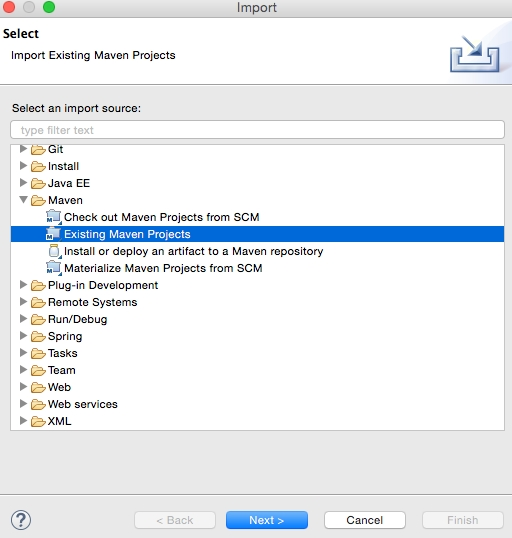 Import
Select
Import Existing Maven Projects
Select an import source:
type filter text
Git
Install
Java EE
Maven
Check out Maven Projects from SCM
Existing Maven Projects
Install or deploy an artifact to a Maven repository
Materialize Maven Projects from SCM
Plug-in Development
Remote Systems
Run/Debug
Spring
Tasks
Team
Web
Web services
XML
? < Back Next > Cancel Finish